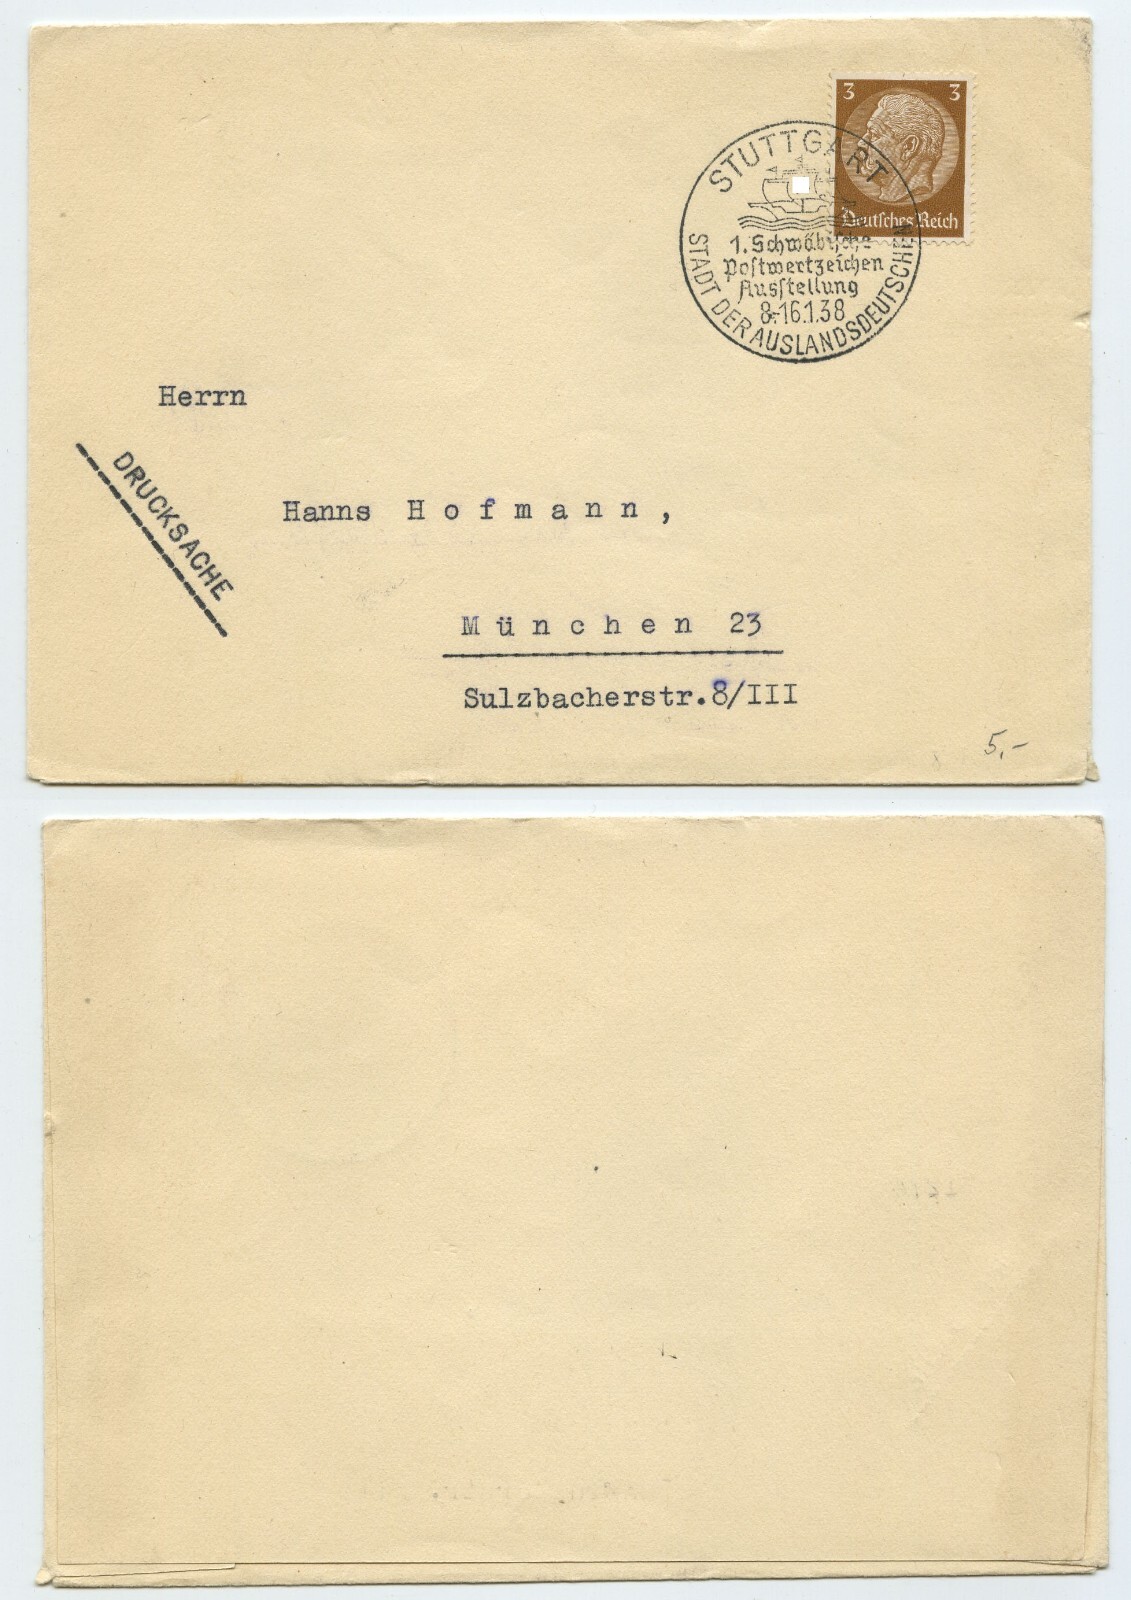 3 3
Deutsches Reich
STUTTGART
1. Schwäbische
Postwertzeichen
Ausstellung
8.-16.1.38
STADT DER AUSLANDSDEUTSCHEN
Herrn
DRUCKSACHE
Hanns Hofmann,
München 23
Sulzbacherstr.8/III
5,-